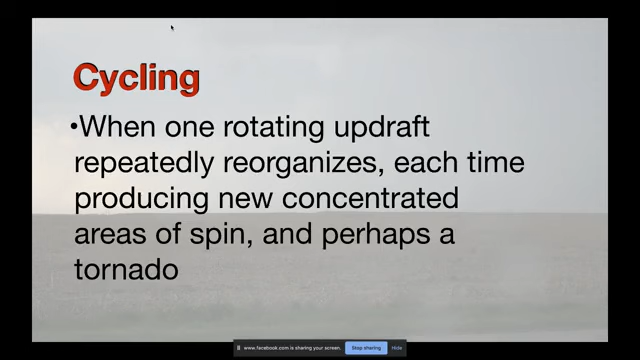 Cycling
•When one rotating updraft
repeatedly reorganizes, each time
producing new concentrated
areas of spin, and perhaps a
tornado
www.facebook.com is sharing your screen. Stop sharing Hide